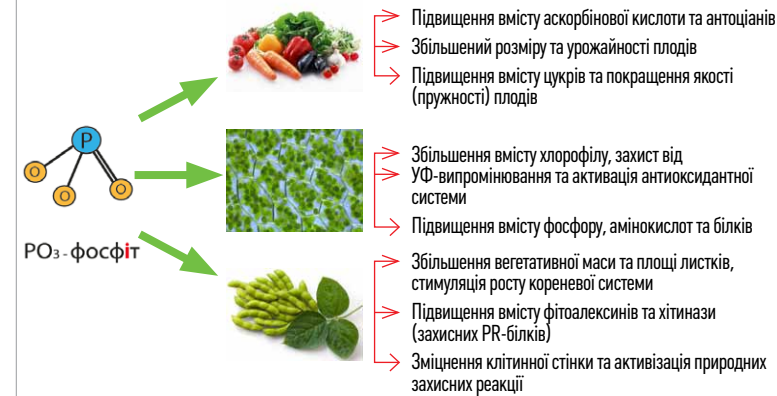 Підвищення вмісту аскорбінової кислоти та антоціанів
Збільшений розміру та урожайності плодів
Підвищення вмісту цукрів та покращення якості
(пружності) плодів
P
O
O
O
PO₃ - фосфіт
Збільшення вмісту хлорофілу, захист від
УФ-випромінювання та активація антиоксидантної
системи
Підвищення вмісту фосфору, амінокислот та білків
Збільшення вегетативної маси та площі листків,
стимуляція росту кореневої системи
Підвищення вмісту фітоалексинів та хітинази
(захисних PR-білків)
Зміцнення клітинної стінки та активізація природних
захисних реакції